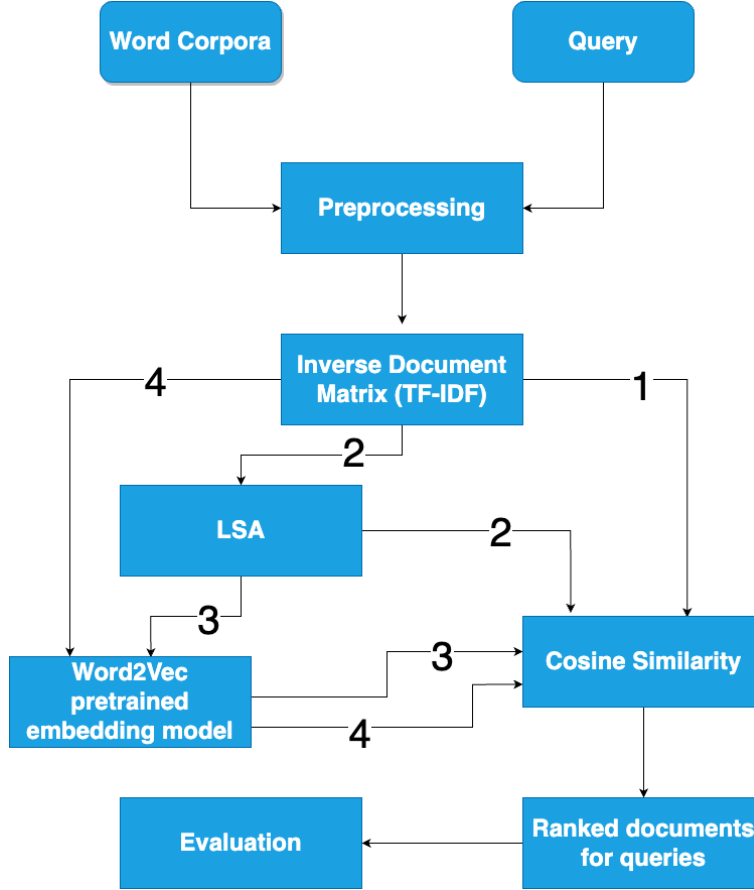 Word Corpora
Query
Preprocessing
Inverse Document
Matrix (TF-IDF)
4
1
2
LSA
2
3
Word2Vec
pretrained
embedding model
3
4
Cosine Similarity
Evaluation
Ranked documents
for queries